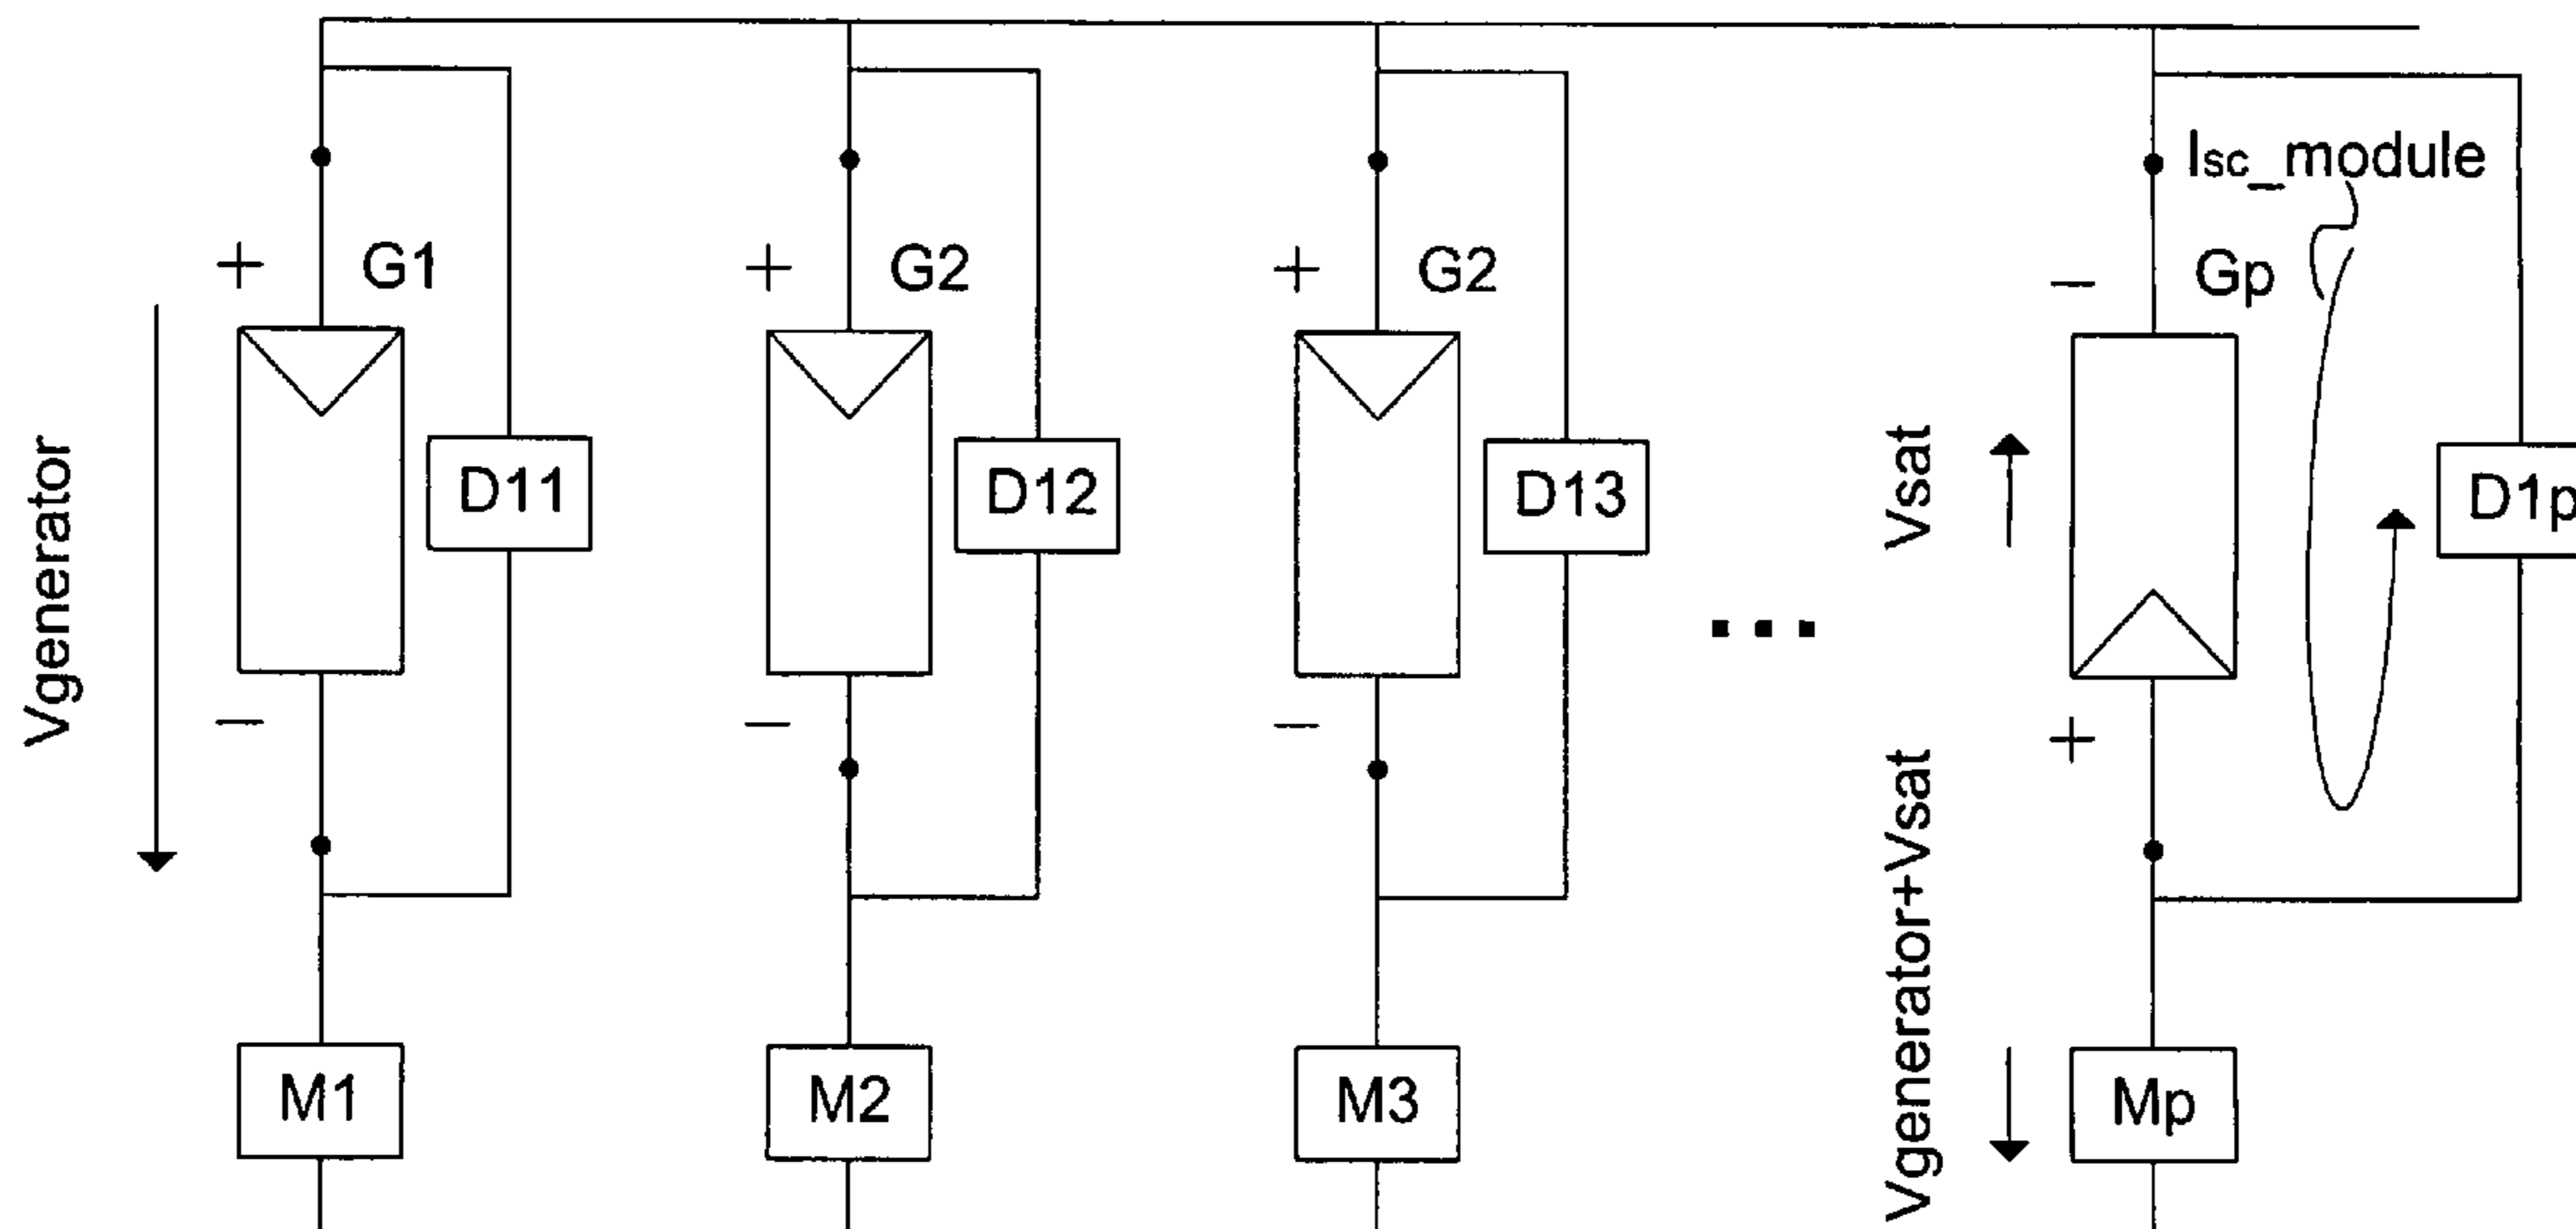 Isc_module
+ G1
+ G2
+ G2
− Gp
Vgenerator
D11
D12
D13
Vsat
D1p
...
−
−
−
+
Vgenerator+Vsat
M1
M2
M3
Mp